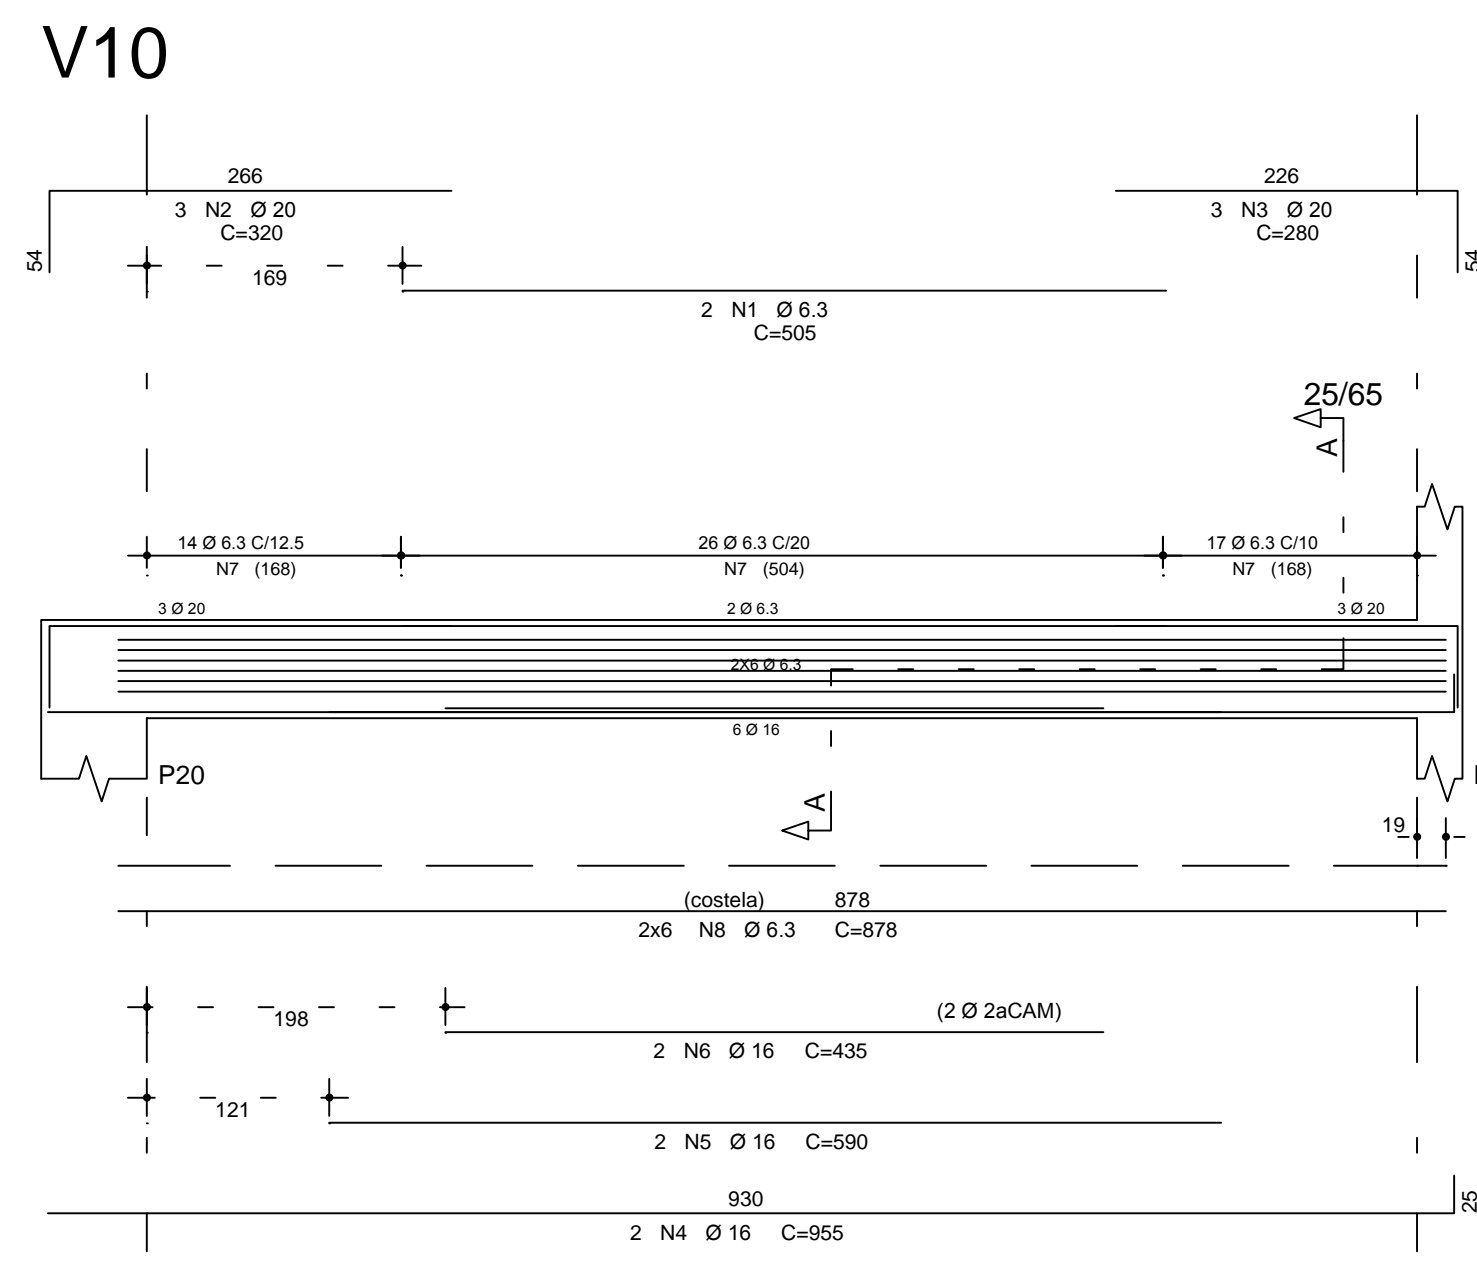 V10
266
226
3 N2 Ø 20
C=320
3 N3 Ø 20
C=280
54
54
169
2 N1 Ø 6.3
C=505
25/65
A
14 Ø 6.3 C/12.5
26 Ø 6.3 C/20
17 Ø 6.3 C/10
N7 (168)
N7 (504)
N7 (168)
3 Ø 20
2 Ø 6.3
3 Ø 20
2X6 Ø 6.3
6 Ø 16
P20
A
19
(costela) 878
2x6 N8 Ø 6.3 C=878
198
(2 Ø 2aCAM)
2 N6 Ø 16 C=435
121
2 N5 Ø 16 C=590
930
25
2 N4 Ø 16 C=955